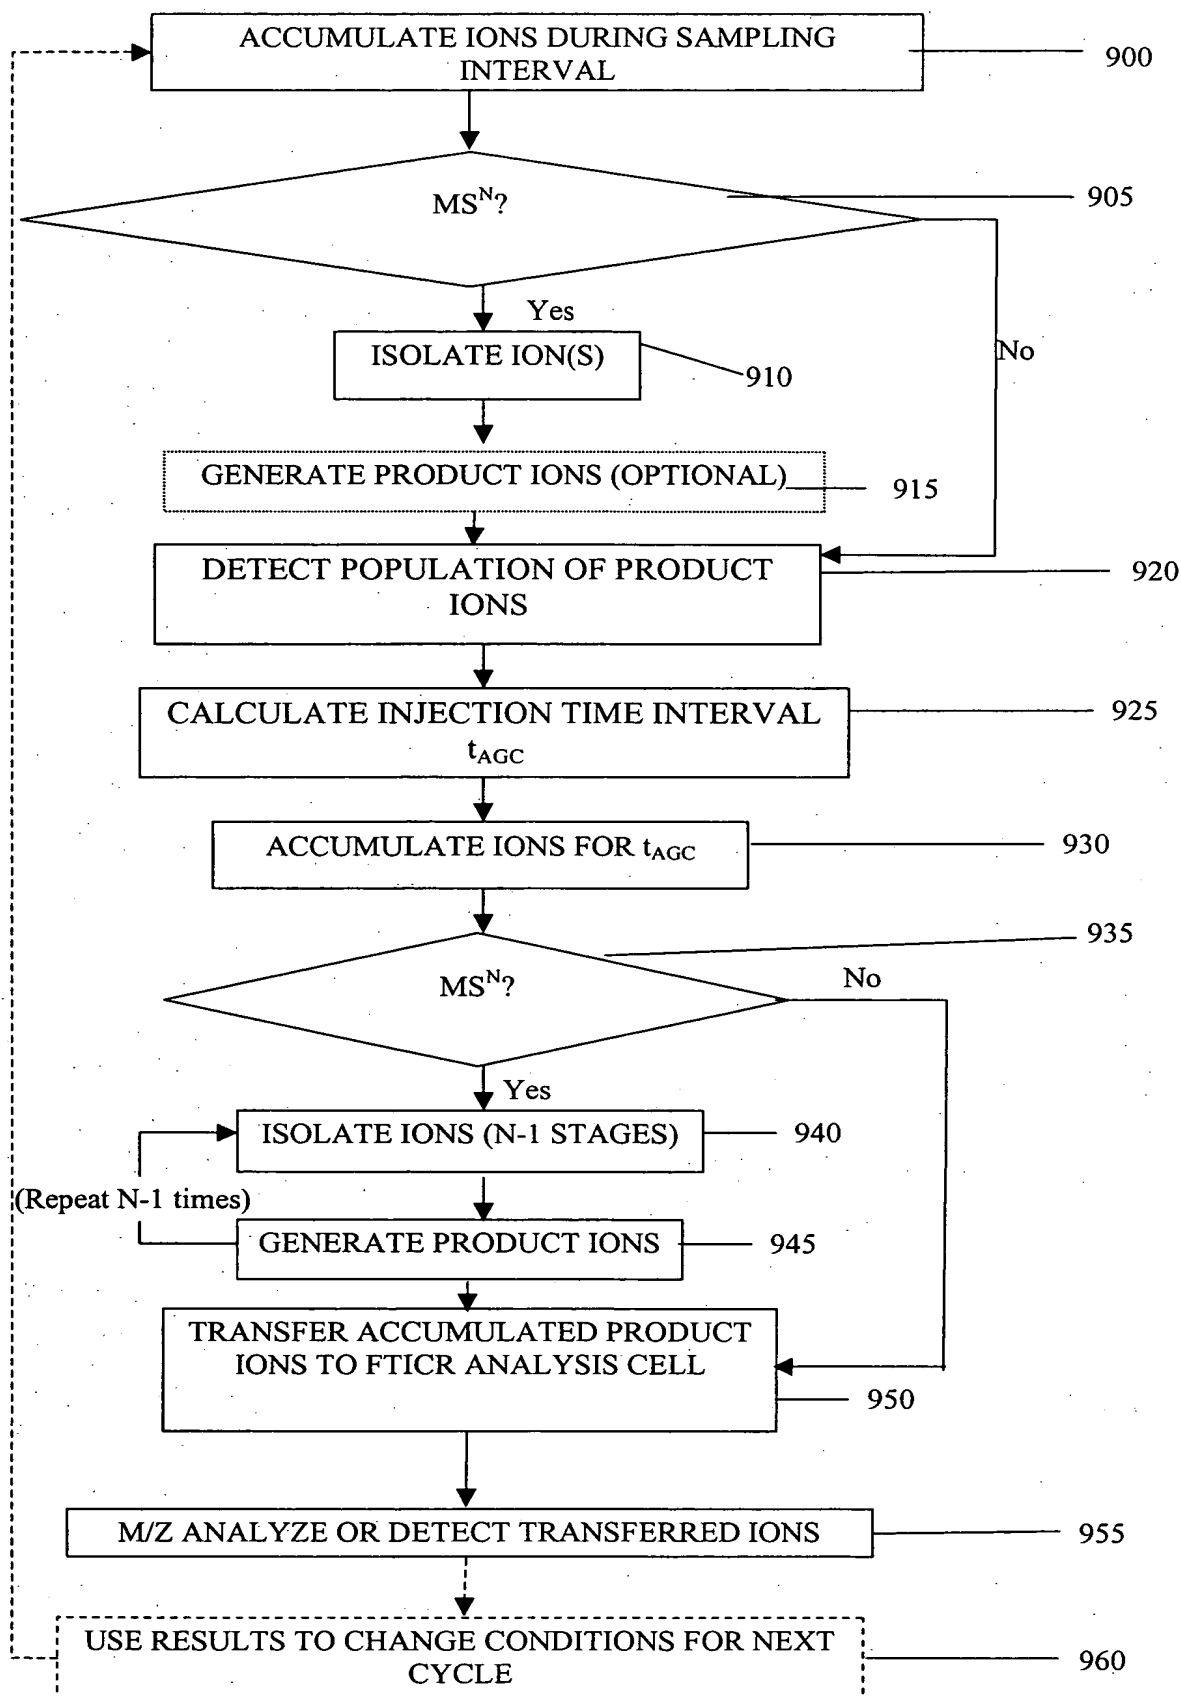 ACCUMULATE IONS DURING SAMPLING
INTERVAL
900
MS^N?
905
Yes
No
ISOLATE ION(S)
910
GENERATE PRODUCT IONS (OPTIONAL)
915
DETECT POPULATION OF PRODUCT
IONS
920
CALCULATE INJECTION TIME INTERVAL
t_AGC
925
ACCUMULATE IONS FOR t_AGC
930
MS^N?
935
No
Yes
ISOLATE IONS (N-1 STAGES)
940
(Repeat N-1 times)
GENERATE PRODUCT IONS
945
TRANSFER ACCUMULATED PRODUCT
IONS TO FTICR ANALYSIS CELL
950
M/Z ANALYZE OR DETECT TRANSFERRED IONS
955
USE RESULTS TO CHANGE CONDITIONS FOR NEXT
CYCLE
960